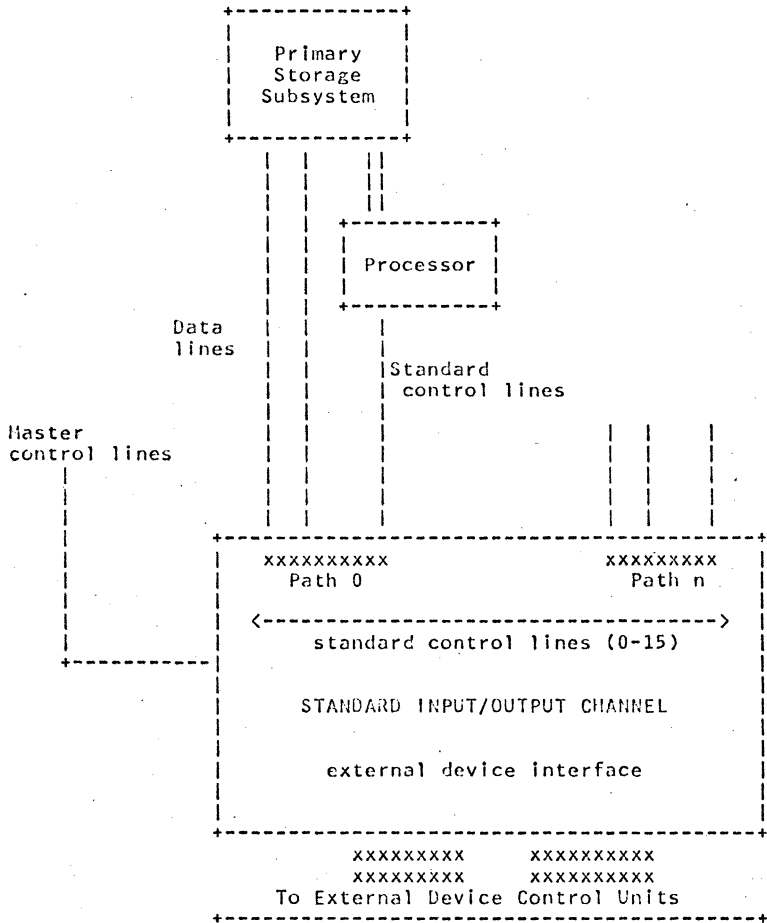 Primary
Storage
Subsystem
Processor
Data
lines
Standard
control lines
Master
control lines
xxxxxxxxxx
xxxxxxxxx
Path 0
Path n
<------------------------------------->
standard control lines (0-15)
STANDARD INPUT/OUTPUT CHANNEL
external device interface
xxxxxxxxx xxxxxxxxxx
xxxxxxxxx xxxxxxxxxx
To External Device Control Units